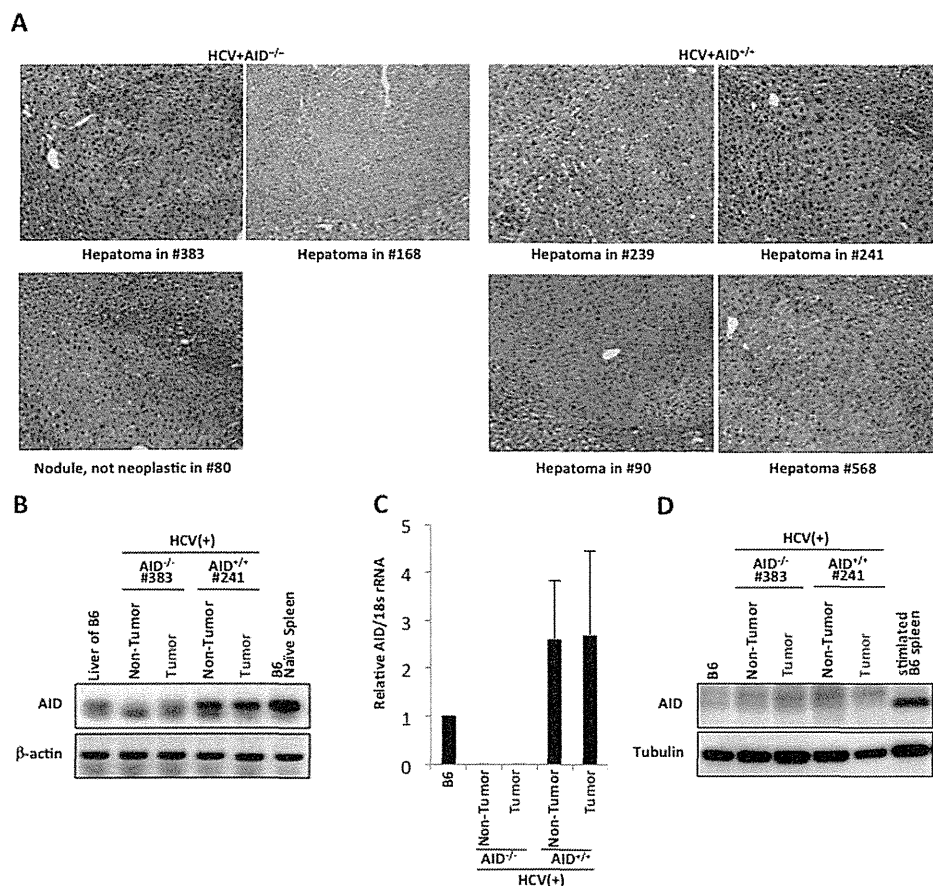 A
HCV+AID-/-
HCV+AID+/+
Hepatoma in #383
Hepatoma in #168
Hepatoma in #239
Hepatoma in #241
Nodule, not neoplastic in #80
Hepatoma in #90
Hepatoma #568
B
HCV(+)
AID-/-
#383
AID+/+
#241
Liver of B6
Non-Tumor
Tumor
Non-Tumor
Tumor
B6
Naïve Spleen
AID
β-actin
C
Relative AID/18s rRNA
5
4
3
2
1
0
B6
Non-Tumor
Tumor
Non-Tumor
Tumor
AID-/-
AID+/+
HCV(+)
D
HCV(+)
AID-/-
#383
AID+/+
#241
B6
Non-Tumor
Tumor
Non-Tumor
Tumor
stimlated
B6 spleen
AID
Tubulin